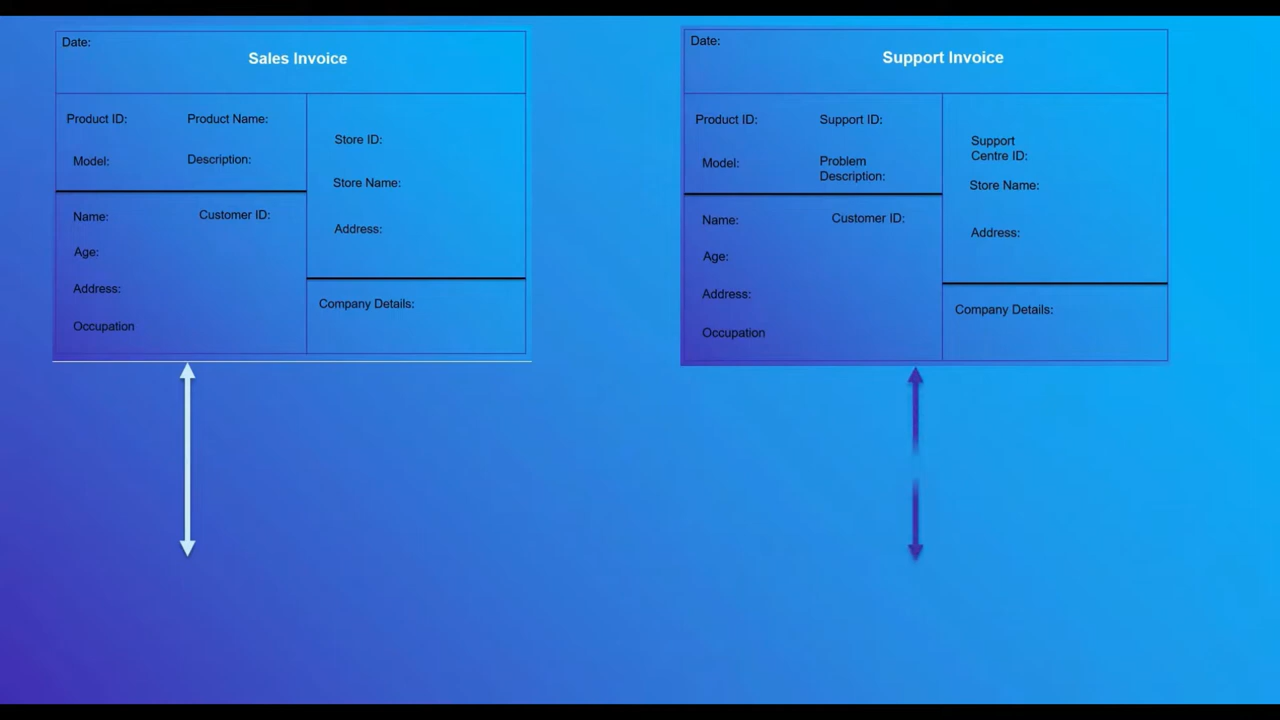 Date:
Sales Invoice
Product ID: Product Name:
Model: Description:
Store ID:
Store Name:
Address:
Name: Customer ID:
Age:
Address:
Occupation
Company Details:
Date:
Support Invoice
Product ID: Support ID:
Model: Problem
Description:
Support
Centre ID:
Store Name:
Address:
Name: Customer ID:
Age:
Address:
Occupation
Company Details: